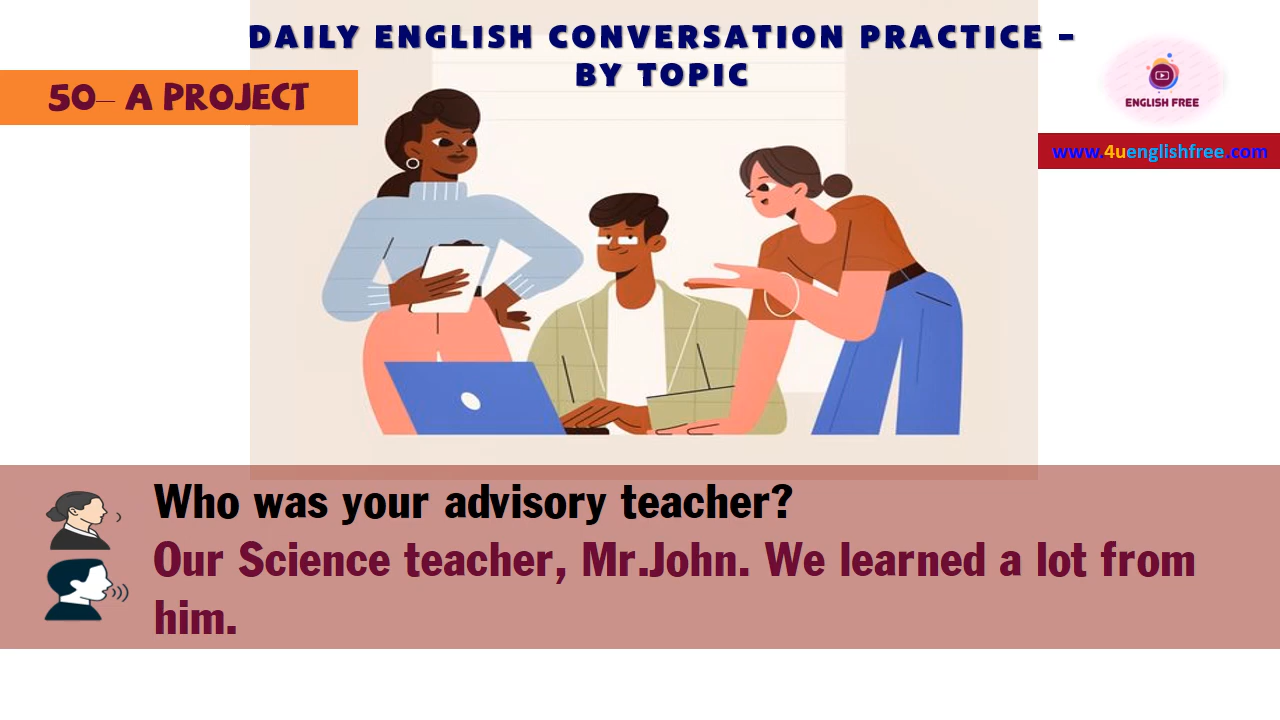 DAILY ENGLISH CONVERSATION PRACTICE -
BY TOPIC
50– A PROJECT
ENGLISH FREE
www.4uenglishfree.com
Who was your advisory teacher?
Our Science teacher, Mr.John. We learned a lot from
him.